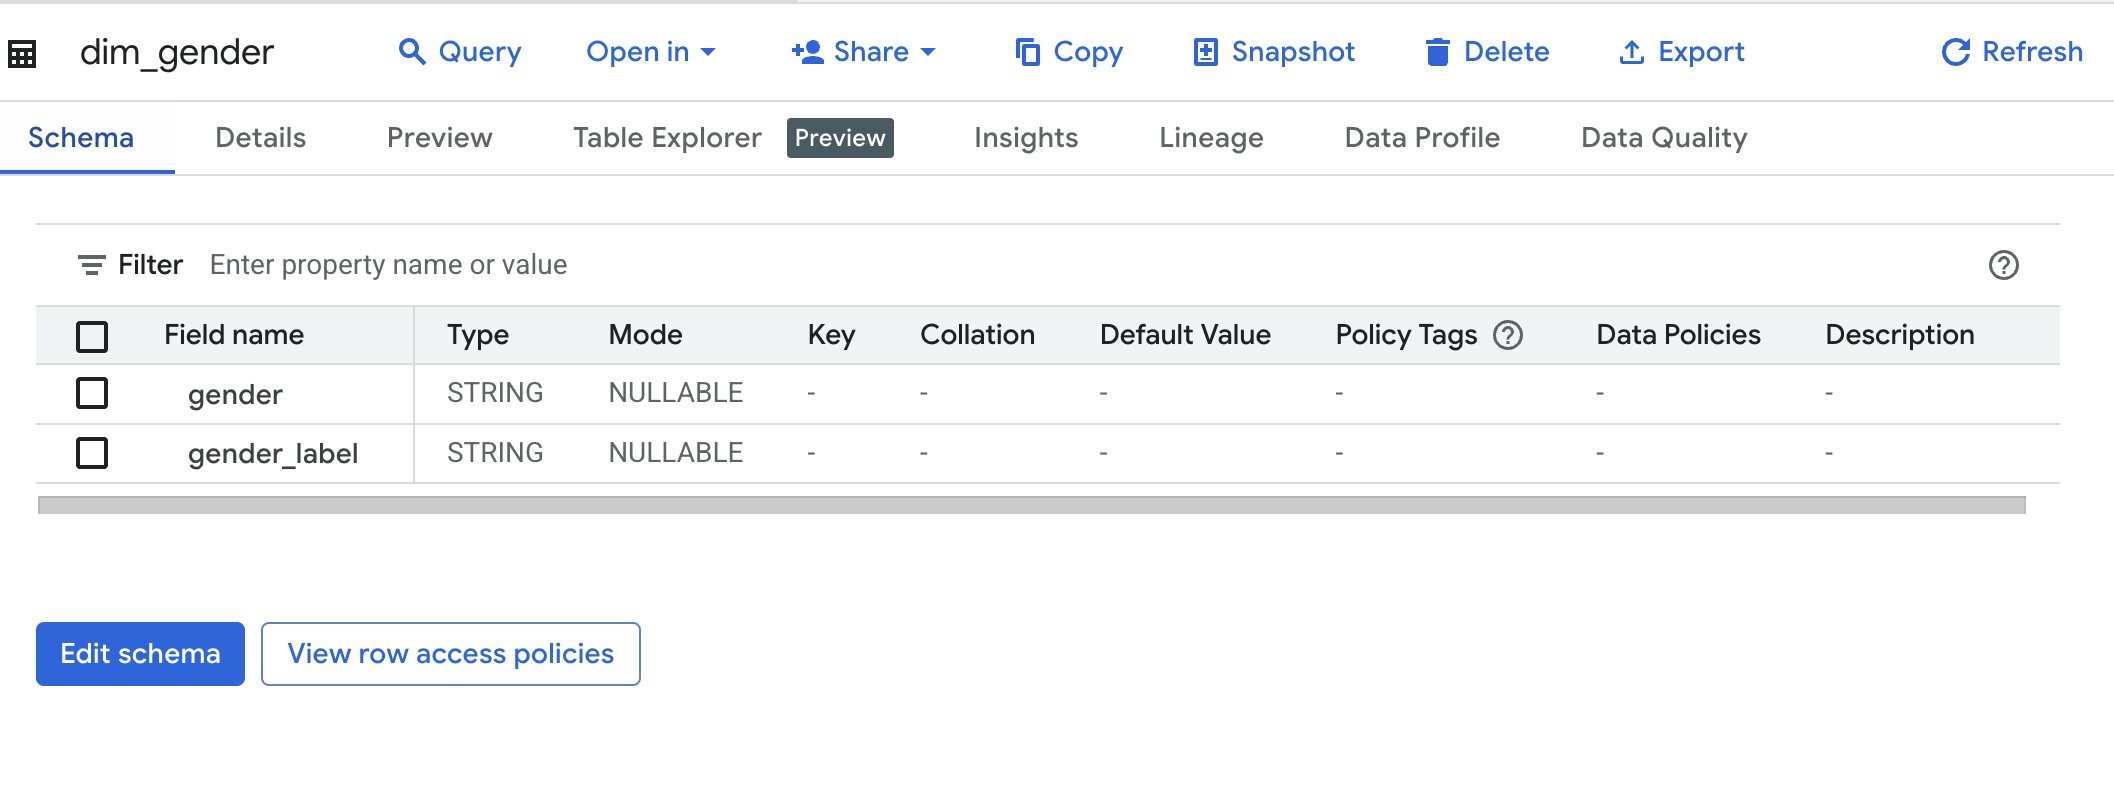 dim_gender Query Open in Share Copy Snapshot Delete Export Refresh
Schema Details Preview Table Explorer Preview Insights Lineage Data Profile Data Quality
Filter Enter property name or value
Field name Type Mode Key Collation Default Value Policy Tags Data Policies Description
gender STRING NULLABLE - - - - - -
gender_label STRING NULLABLE - - - - - -
Edit schema View row access policies